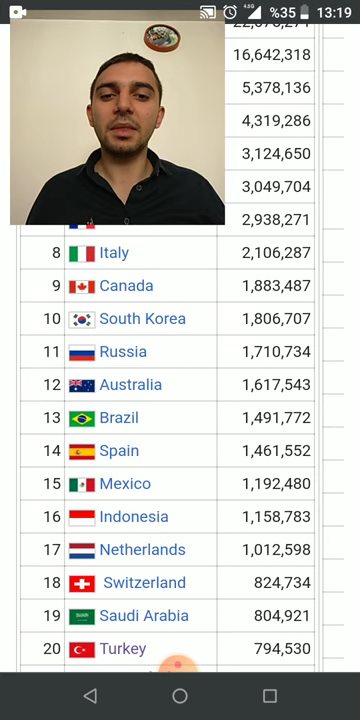 %35 13:19
16,642,318
5,378,136
4,319,286
3,124,650
3,049,704
2,938,271
8 Italy 2,106,287
9 Canada 1,883,487
10 South Korea 1,806,707
11 Russia 1,710,734
12 Australia 1,617,543
13 Brazil 1,491,772
14 Spain 1,461,552
15 Mexico 1,192,480
16 Indonesia 1,158,783
17 Netherlands 1,012,598
18 Switzerland 824,734
19 Saudi Arabia 804,921
20 Turkey 794,530